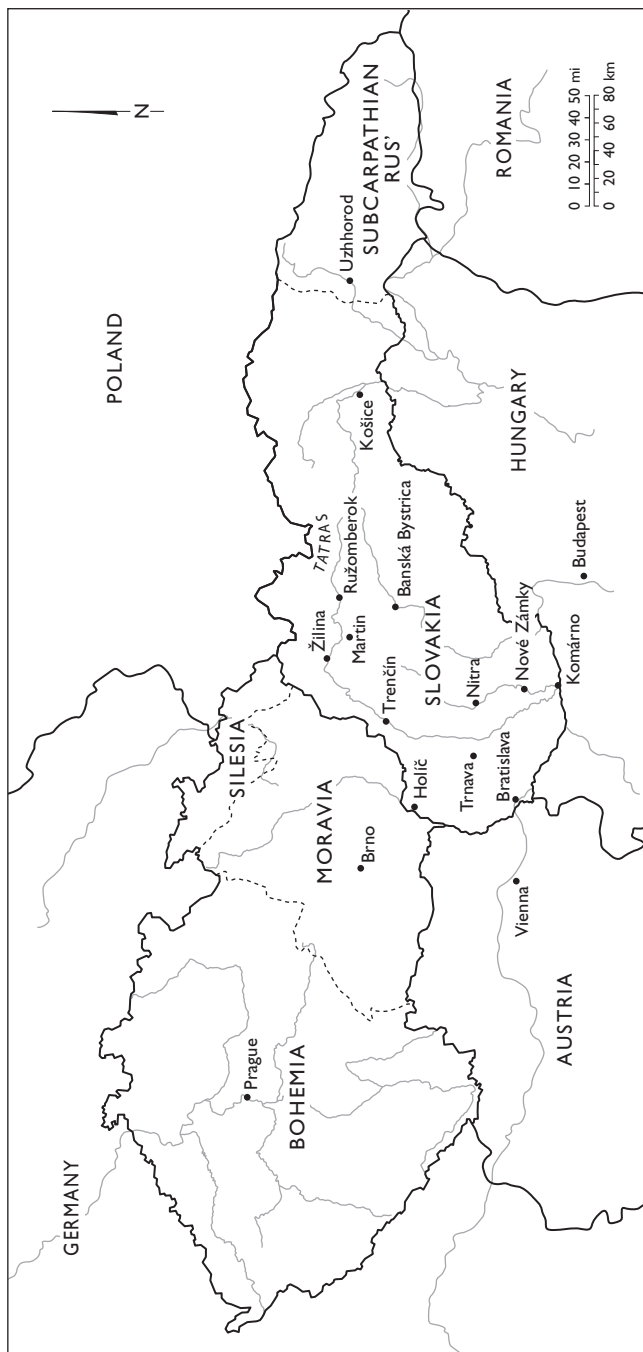 GERMANY
POLAND
N
SILESIA
Prague
BOHEMIA
MORAVIA
Brno
TATRAS
Žilina
Ružomberok
Martin
Uzhhorod
SUBCARPATHIAN
RUS'
Košice
Trenčín
Banská Bystrica
Holíč
SLOVAKIA
Trnava
Nitra
Bratislava
Nové Zámky
Komárno
Vienna
AUSTRIA
Budapest
HUNGARY
ROMANIA
0 10 20 30 40 50 mi
0 20 40 60 80 km